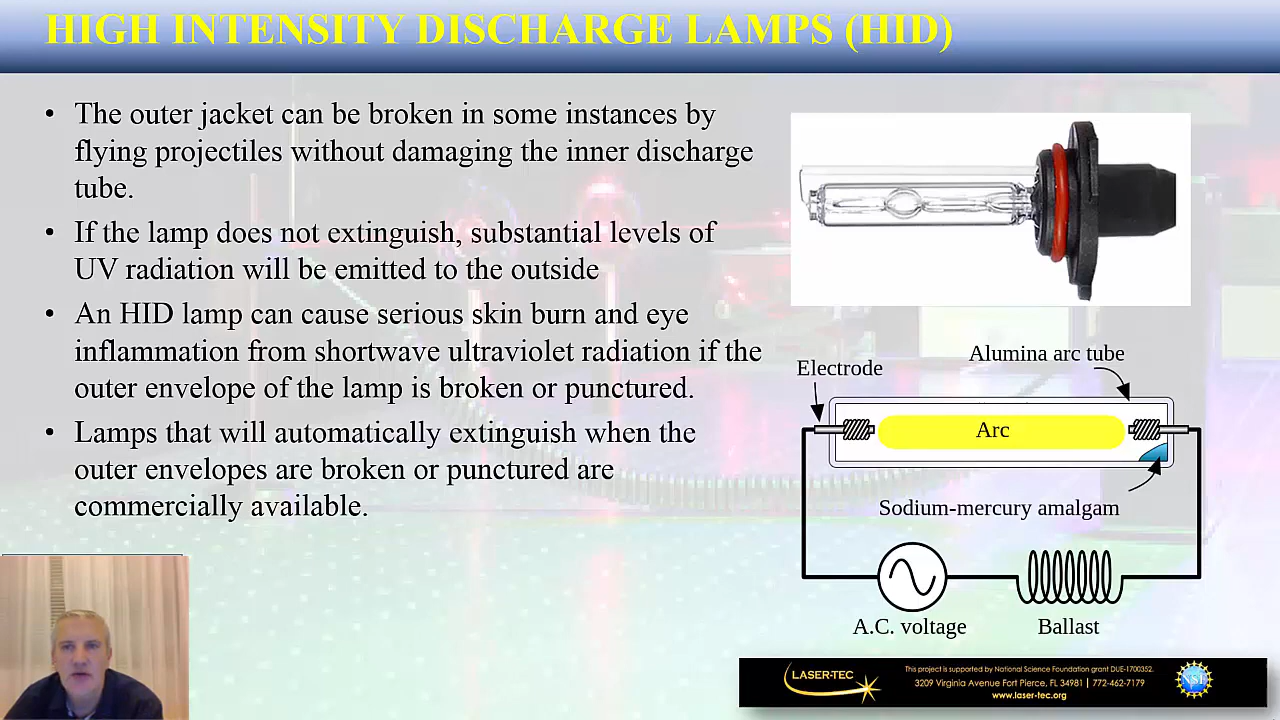 HIGH INTENSITY DISCHARGE LAMPS (HID)
• The outer jacket can be broken in some instances by
flying projectiles without damaging the inner discharge
tube.
• If the lamp does not extinguish, substantial levels of
UV radiation will be emitted to the outside
• An HID lamp can cause serious skin burn and eye
inflammation from shortwave ultraviolet radiation if the
outer envelope of the lamp is broken or punctured.
• Lamps that will automatically extinguish when the
outer envelopes are broken or punctured are
commercially available.
Alumina arc tube
Electrode
Arc
Sodium-mercury amalgam
A.C. voltage
Ballast
LASER-TEC
This project is supported by National Science Foundation grant DUE-1700352.
3209 Virginia Avenue Fort Pierce, FL 34981 | 772-462-7179
www.laser-tec.org
NSF